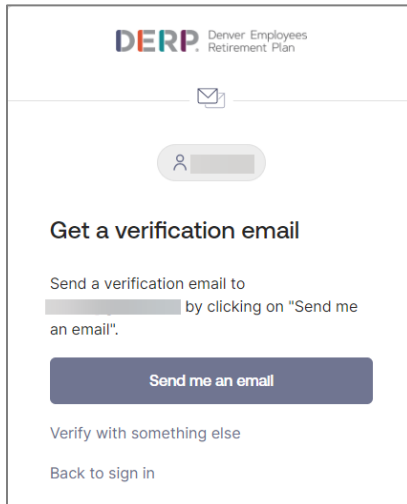 DERP. Denver Employees
Retirement Plan
Get a verification email
Send a verification email to
by clicking on "Send me
an email".
Send me an email
Verify with something else
Back to sign in